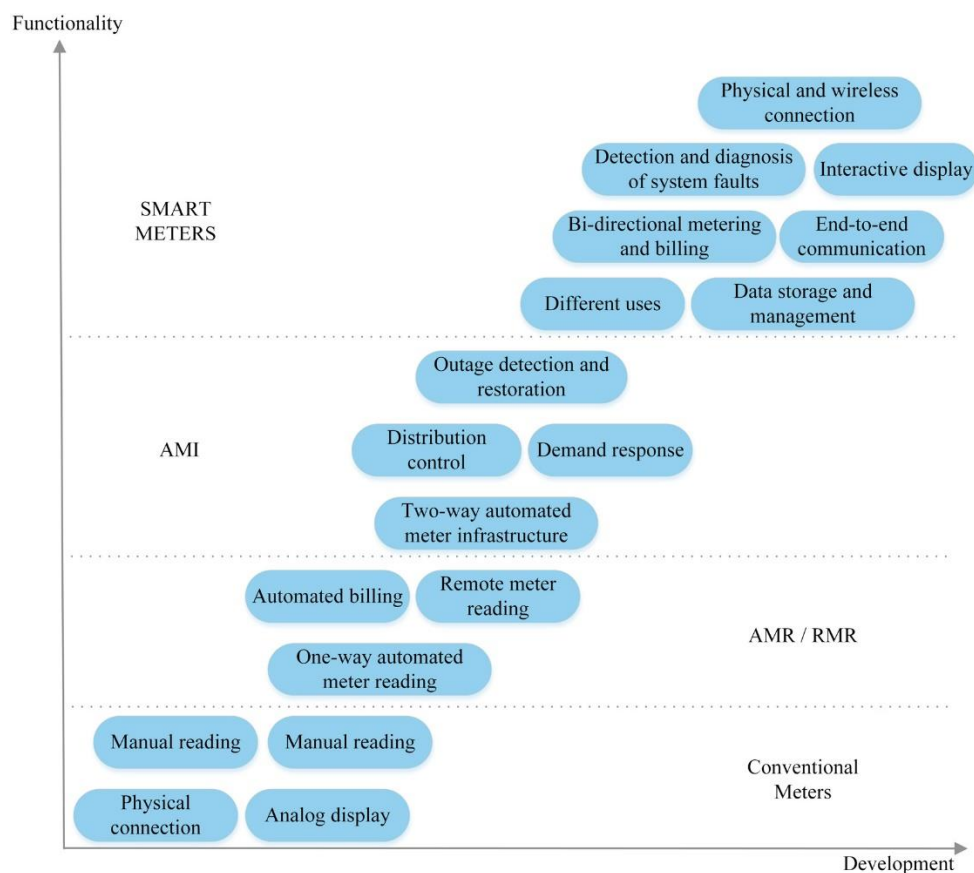 Functionality
Physical and wireless
connection
Detection and diagnosis
of system faults
Interactive display
SMART
METERS
Bi-directional metering
and billing
End-to-end
communication
Different uses
Data storage and
management
Outage detection and
restoration
AMI
Distribution
control
Demand response
Two-way automated
meter infrastructure
Automated billing
Remote meter
reading
AMR / RMR
One-way automated
meter reading
Manual reading
Manual reading
Conventional
Meters
Physical
connection
Analog display
Development